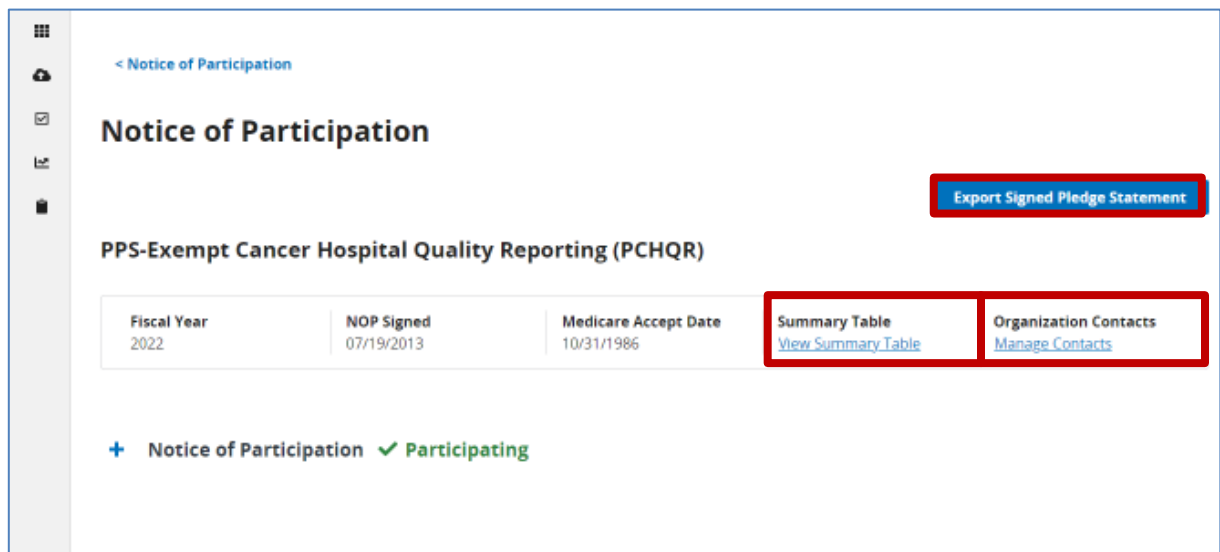 < Notice of Participation
Notice of Participation
Export Signed Pledge Statement
PPS-Exempt Cancer Hospital Quality Reporting (PCHQR)
Fiscal Year NOP Signed Medicare Accept Date Summary Table Organization Contacts
2022 07/19/2013 10/31/1986 View Summary Table Manage Contacts
+ Notice of Participation ✓ Participating